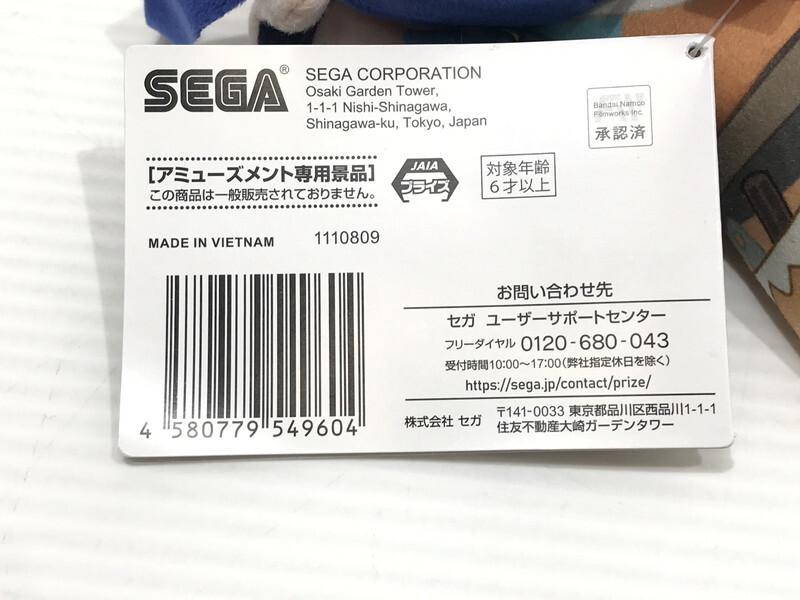 SEGA®
SEGA CORPORATION
Osaki Garden Tower,
1-1-1 Nishi-Shinagawa,
Shinagawa-ku, Tokyo, Japan
Bandai Namco
Filmworks Inc.
承認済
[アミューズメント専用景品]
この商品は一般販売されておりません。
JAIA
プライズ
対象年齢
6才以上
MADE IN VIETNAM 1110809
4 580779 549604
お問い合わせ先
セガ ユーザーサポートセンター
フリーダイヤル 0120-680-043
受付時間10:00〜17:00(弊社指定休日を除く)
https://sega.jp/contact/prize/
株式会社 セガ 〒141-0033 東京都品川区西品川1-1-1
住友不動産大崎ガーデンタワー